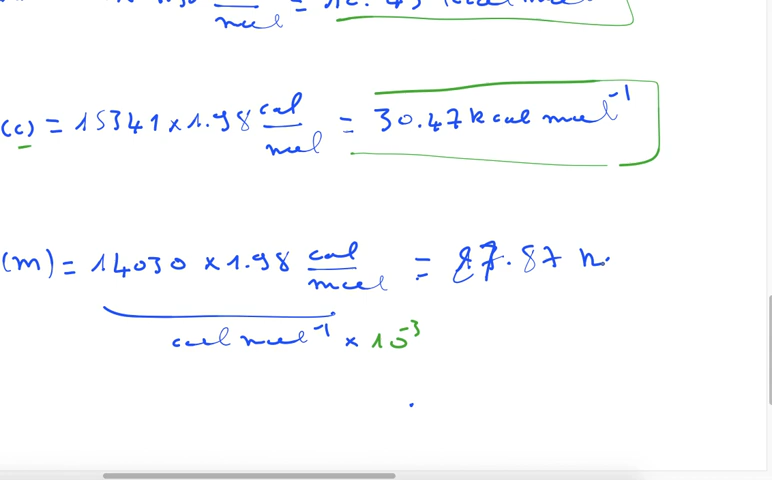 mol
(c) = 15341 x 1.98 cal/mol = 30.47 kcal mol⁻¹
(m) = 14030 x 1.98 cal/mol = 27.87 k
cal mol⁻¹ x 10⁻³